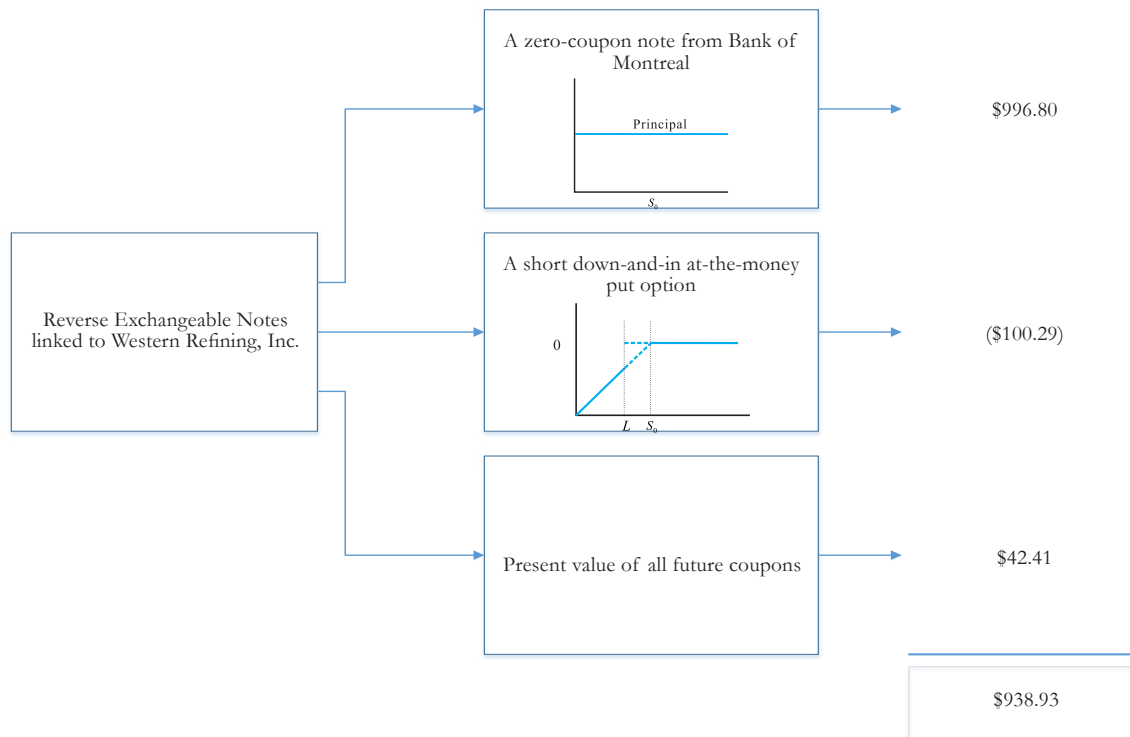 A zero-coupon note from Bank of
Montreal
Principal
S₀
$996.80
Reverse Exchangeable Notes
linked to Western Refining, Inc.
A short down-and-in at-the-money
put option
0
L S₀
($100.29)
Present value of all future coupons
$42.41
$938.93